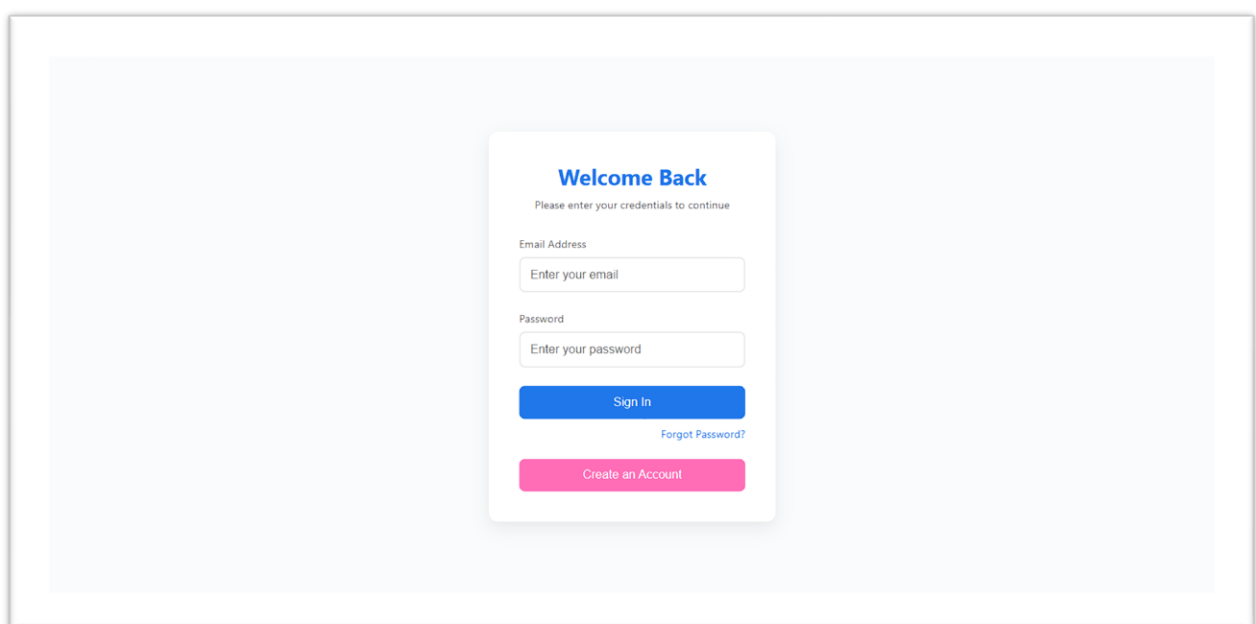 Welcome Back
Please enter your credentials to continue
Email Address
Enter your email
Password
Enter your password
Sign In
Forgot Password?
Create an Account